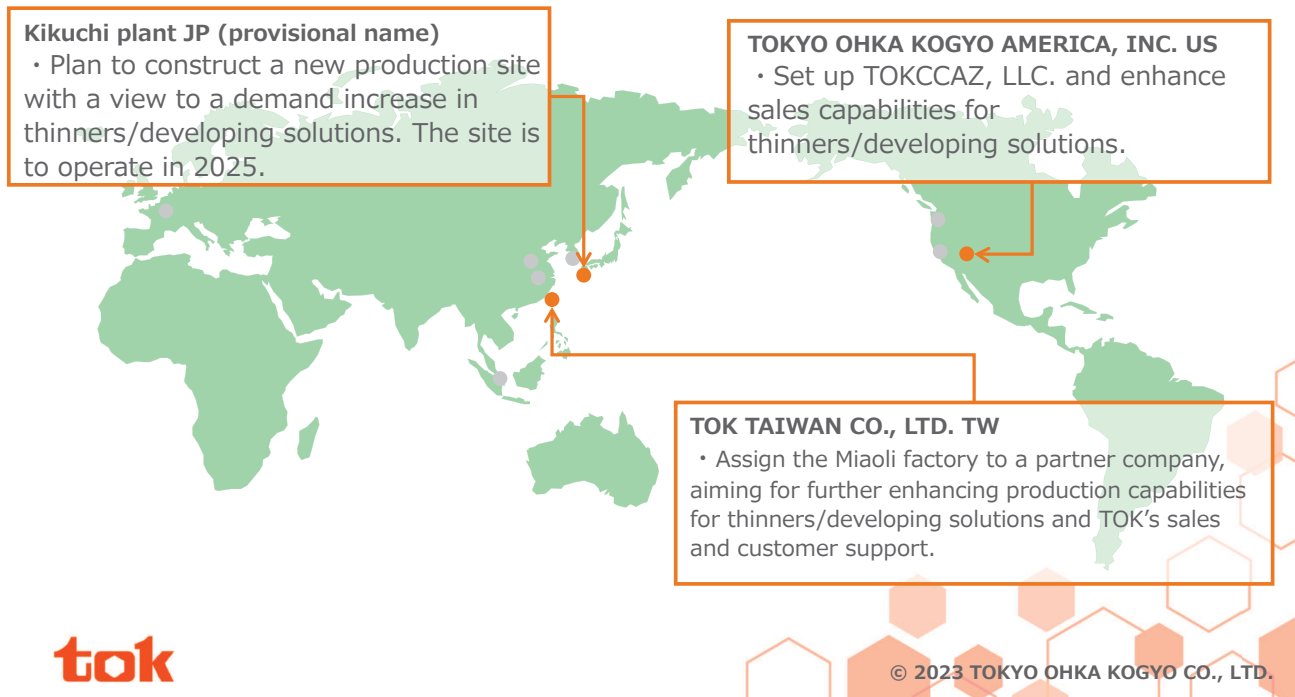 Kikuchi plant JP (provisional name)
・Plan to construct a new production site
with a view to a demand increase in
thinners/developing solutions. The site is
to operate in 2025.
TOKYO OHKA KOGYO AMERICA, INC. US
・Set up TOKCCAZ, LLC. and enhance
sales capabilities for
thinners/developing solutions.
TOK TAIWAN CO., LTD. TW
・Assign the Miaoli factory to a partner company,
aiming for further enhancing production capabilities
for thinners/developing solutions and TOK’s sales
and customer support.
tok
© 2023 TOKYO OHKA KOGYO CO., LTD.